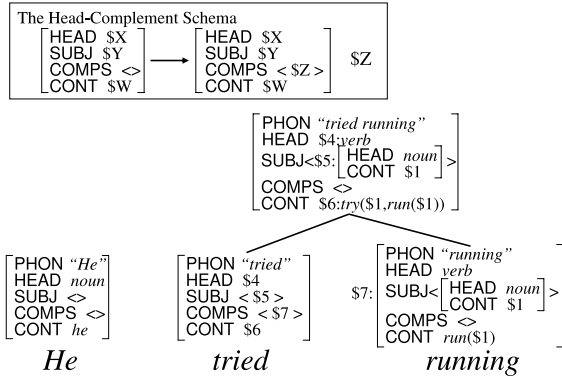 The Head-Complement Schema
HEAD $X
SUBJ $Y
COMPS <>
CONT $W
HEAD $X
SUBJ $Y
COMPS < $Z >
CONT $W
$Z
PHON “tried running”
HEAD $4:verb
SUBJ<$5: HEAD noun
CONT $1 >
COMPS <>
CONT $6:try($1,run($1))
PHON “He”
HEAD noun
SUBJ <>
COMPS <>
CONT he
He
PHON “tried”
HEAD $4
SUBJ < $5 >
COMPS < $7 >
CONT $6
tried
$7:
PHON “running”
HEAD verb
SUBJ< HEAD noun
CONT $1 >
COMPS <>
CONT run($1)
running